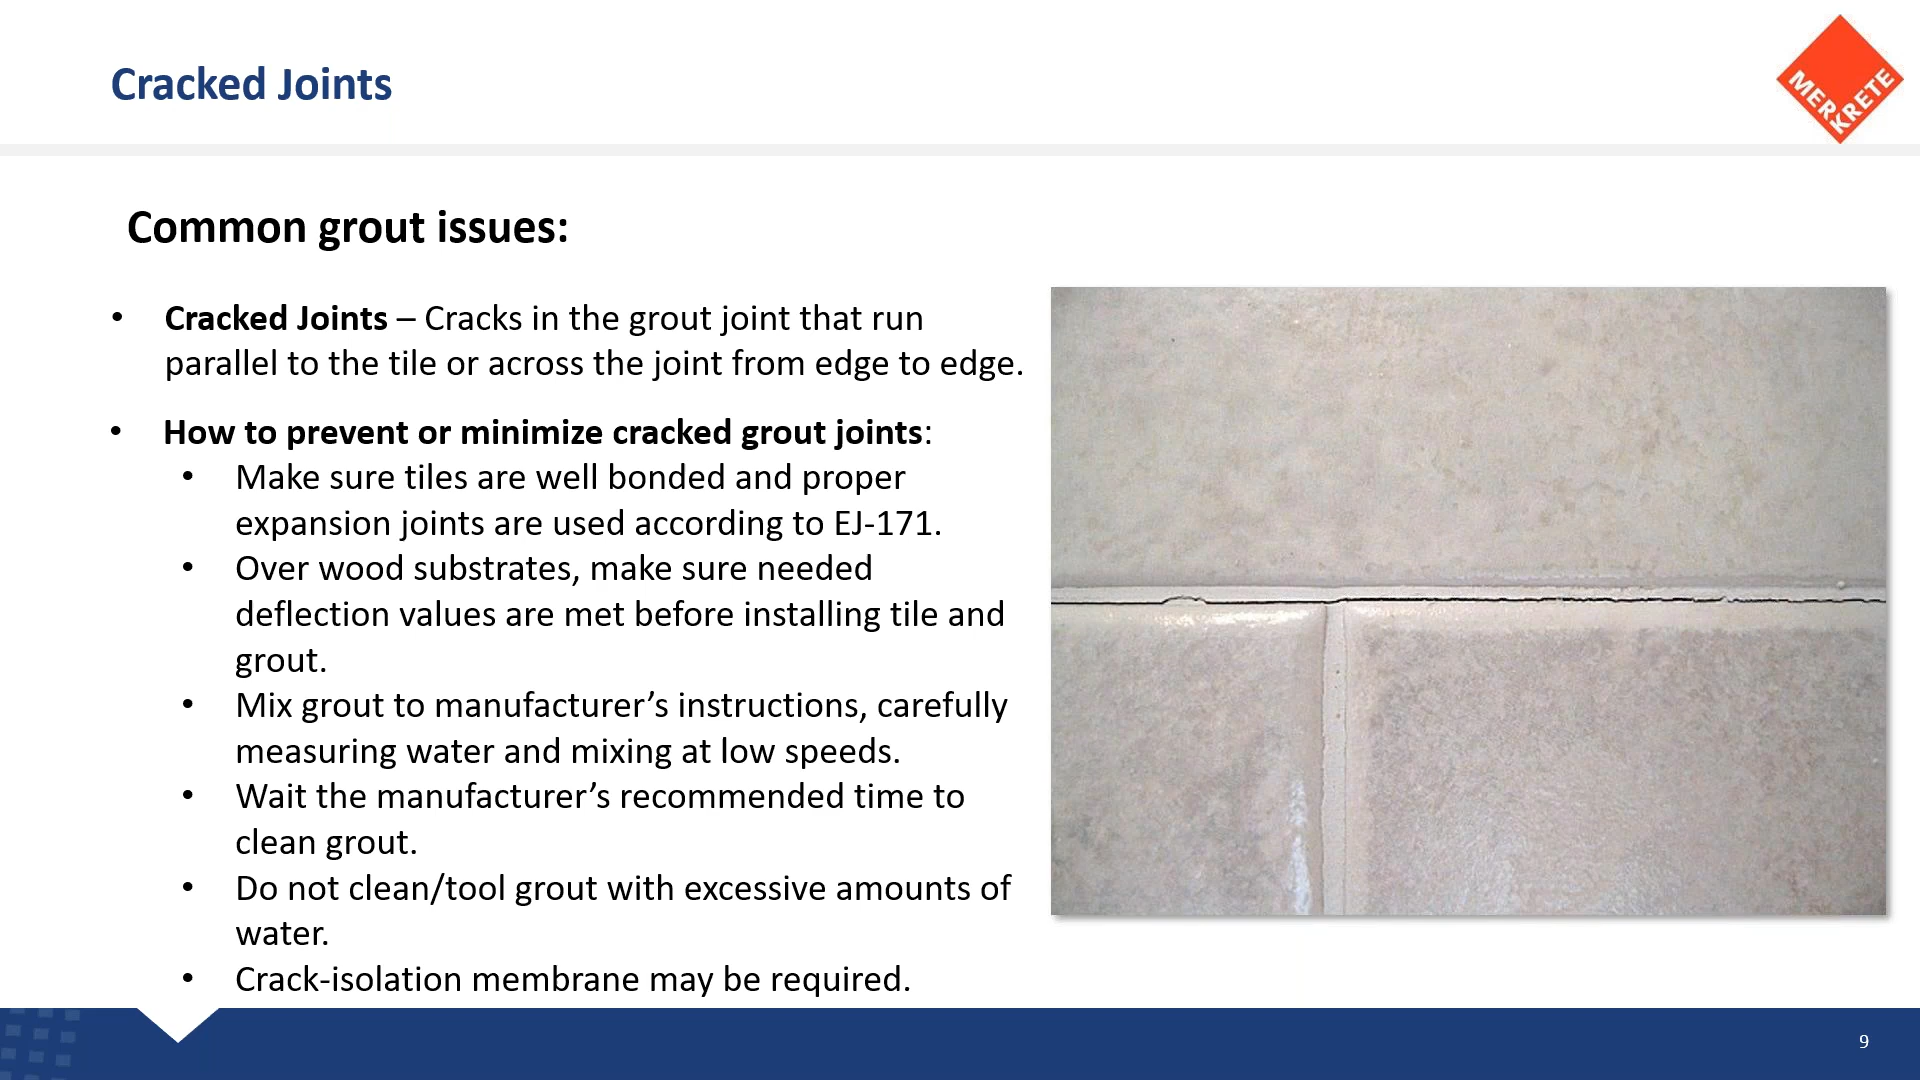 Cracked Joints
MER
KRETE
Common grout issues:
• Cracked Joints – Cracks in the grout joint that run
parallel to the tile or across the joint from edge to edge.
• How to prevent or minimize cracked grout joints:
• Make sure tiles are well bonded and proper
expansion joints are used according to EJ-171.
• Over wood substrates, make sure needed
deflection values are met before installing tile and
grout.
• Mix grout to manufacturer’s instructions, carefully
measuring water and mixing at low speeds.
• Wait the manufacturer’s recommended time to
clean grout.
• Do not clean/tool grout with excessive amounts of
water.
• Crack-isolation membrane may be required.
9